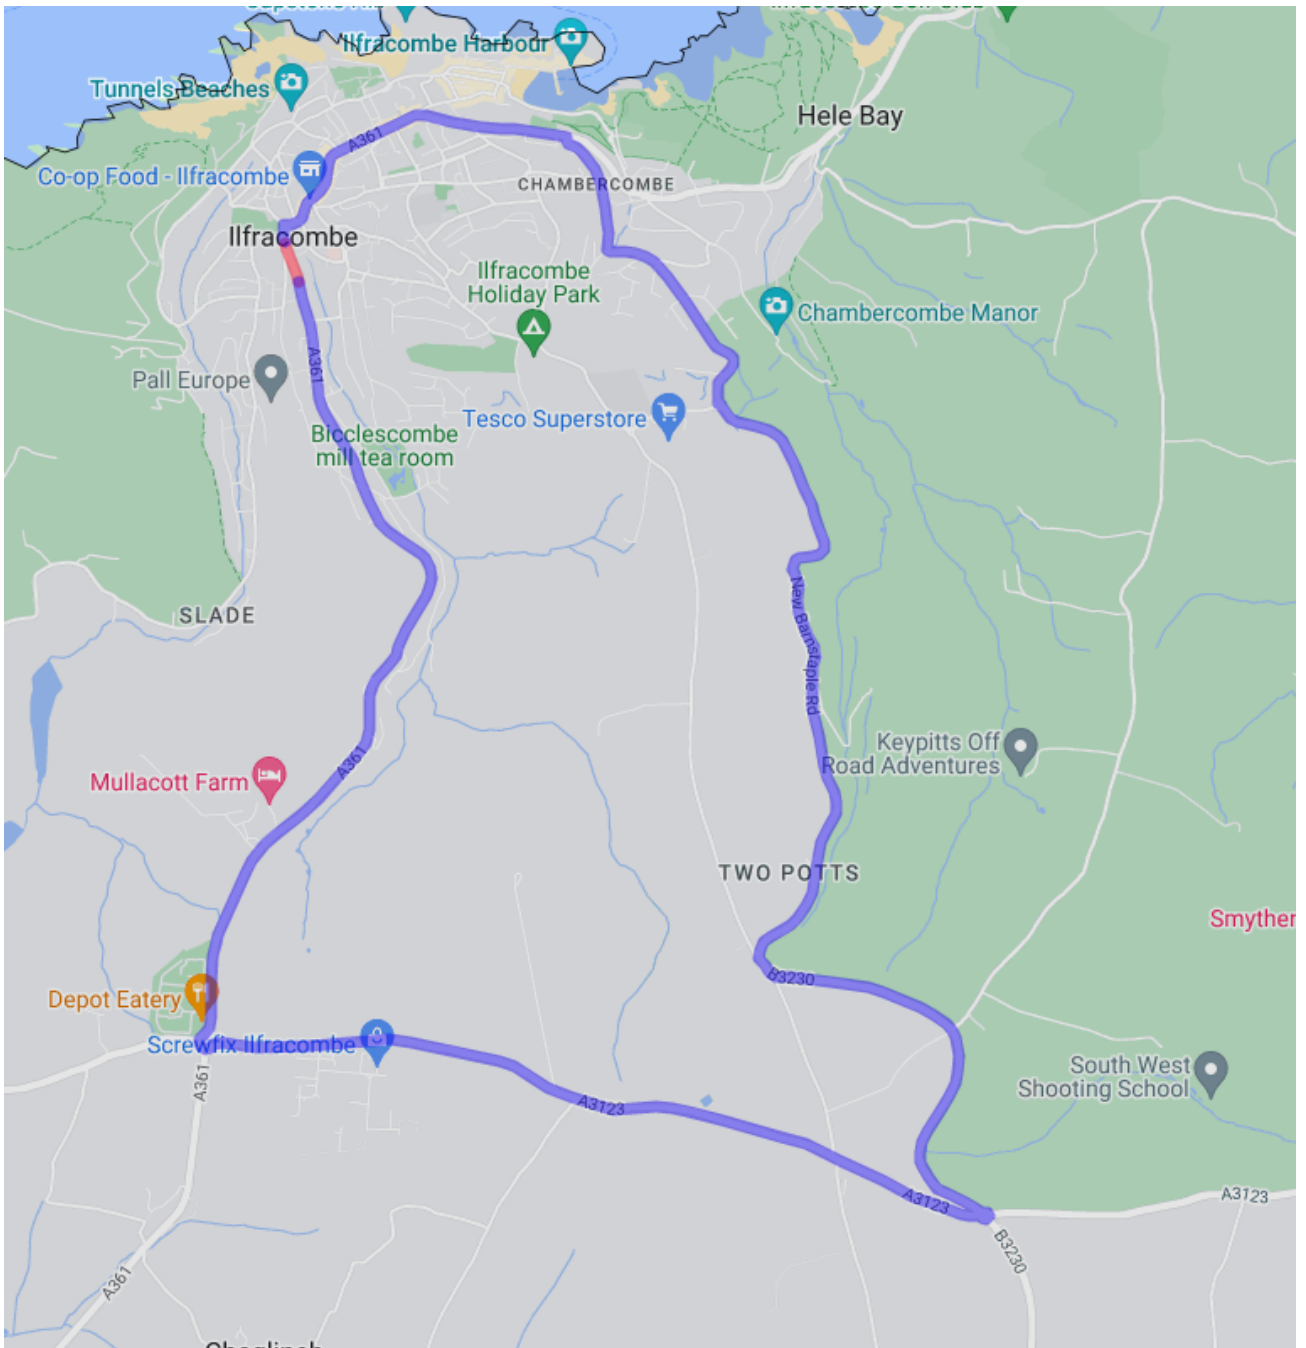 Ilfracombe Harbour
Tunnels Beaches
Hele Bay
A361
Co-op Food - Ilfracombe
CHAMBERCOMBE
Ilfracombe
Ilfracombe
Holiday Park
Chambercombe Manor
A361
Pall Europe
Tesco Superstore
Bicclescombe
mill tea room
New Barnstaple Rd
SLADE
Keypitts Off
Road Adventures
A361
Mullacott Farm
TWO POTTS
Smyther
B3230
Depot Eatery
Screwfix Ilfracombe
A361
South West
Shooting School
A3123
A3123
A3123
B3230
A361